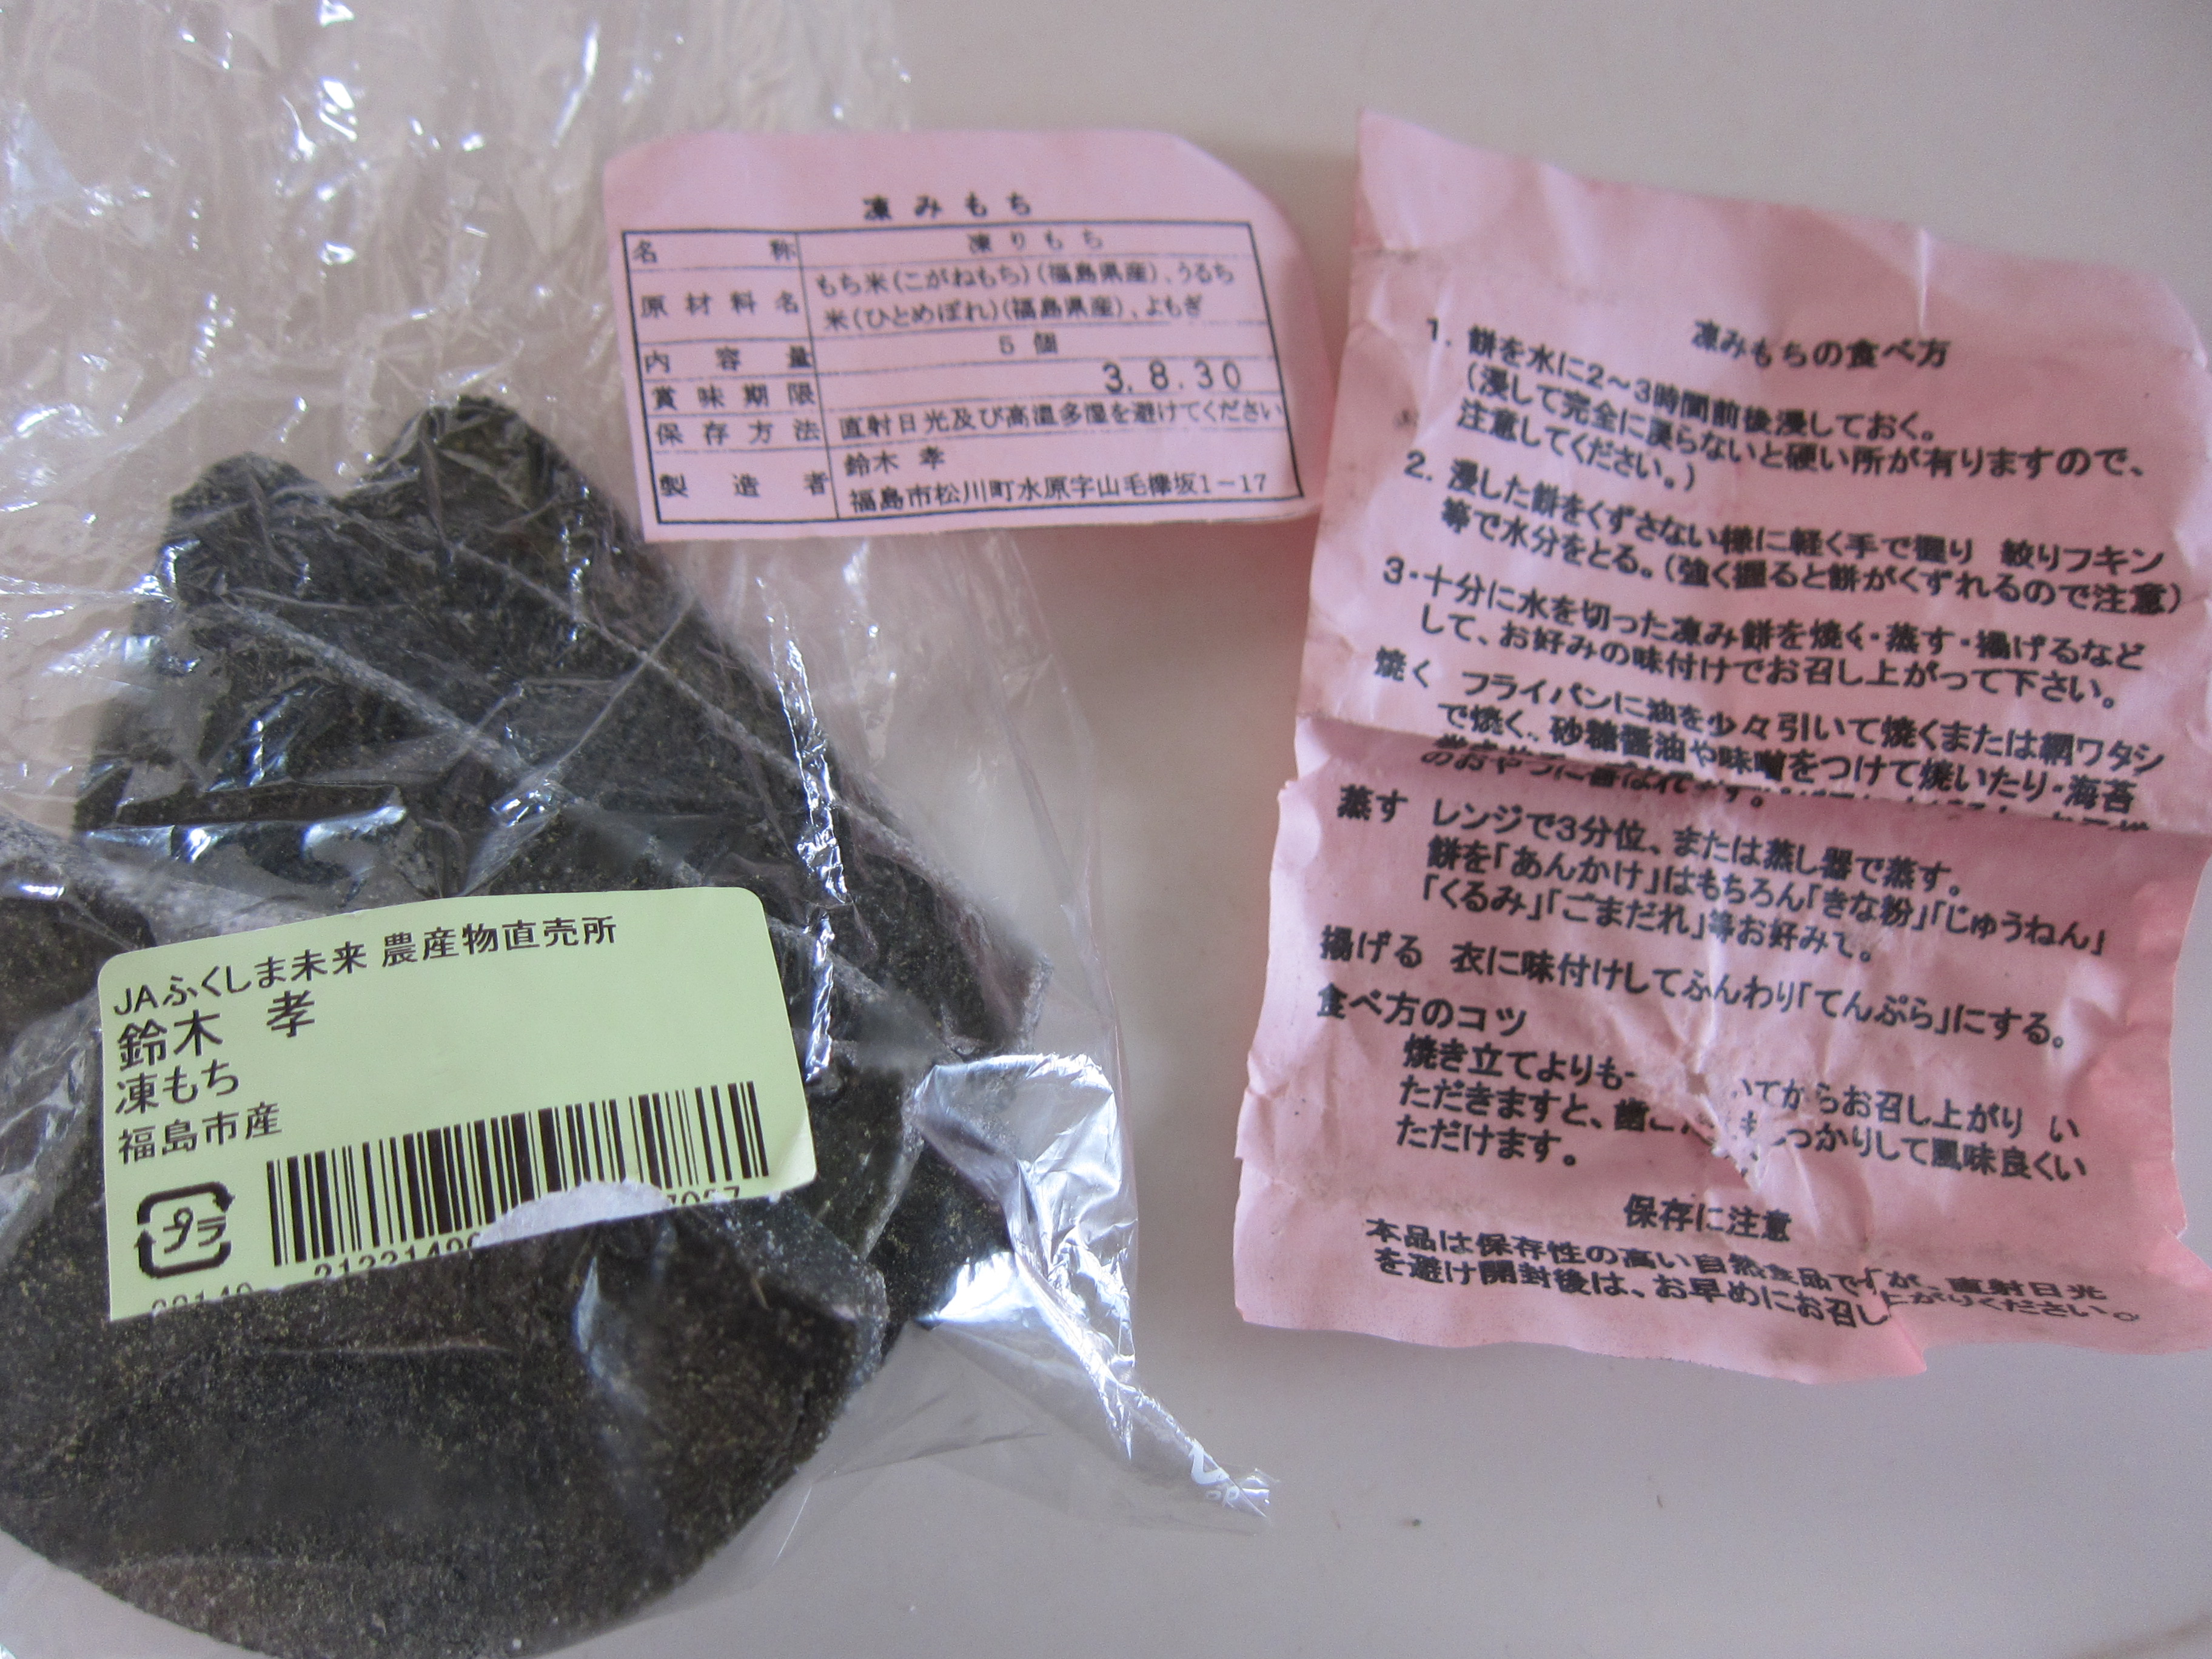 凍みもち
名称 凍りもち
原材料名 もち米(こがねもち)(福島県産)、うるち
米(ひとめぼれ)(福島県産)、よもぎ
内容量 5個
賞味期限 3.8.30
保存方法 直射日光及び高温多湿を避けてください
製造者 鈴木 孝
福島市松川町水原字山毛欅坂1-17
凍みもちの食べ方
1. 餅を水に2~3時間前後浸しておく。
(浸して完全に戻らないと硬い所が有りますので、
注意してください。)
2. 浸した餅をくずさない様に軽く手で握り 絞りフキン
等で水分をとる。(強く握ると餅がくずれるので注意)
3・十分に水を切った凍み餅を焼く・蒸す・揚げるなど
して、お好みの味付けでお召し上がって下さい。
焼く フライパンに油を少々引いて焼くまたは網ワタシ
で焼く、砂糖醤油や味噌をつけて焼いたり・海苔
のおやつに喜ばれます。
蒸す レンジで3分位、または蒸し器で蒸す。
餅を「あんかけ」はもちろん「きな粉」「じゅうねん」
「くるみ」「ごまだれ」等お好みで。
揚げる 衣に味付けしてふんわり「てんぷら」にする。
食べ方のコツ
焼き立てよりも いてからお召し上がり い
ただきますと、歯ご っかりして風味良くい
ただけます。
保存に注意
本品は保存性の高い自然食品ですが、直射日光
を避け開封後は、お早めにお召し上がりください。
JAふくしま未来 農産物直売所
鈴木 孝
凍もち
福島市産
プラ